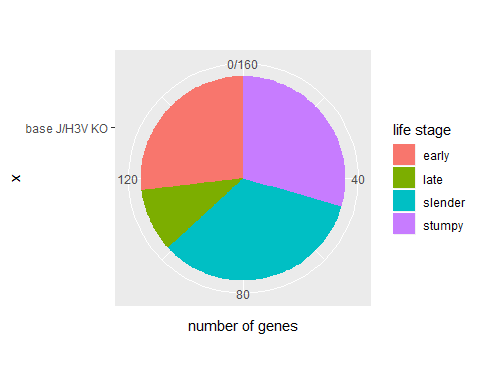 0/160
base J/H3V KO
x
120
40
80
number of genes
life stage
early
late
slender
stumpy